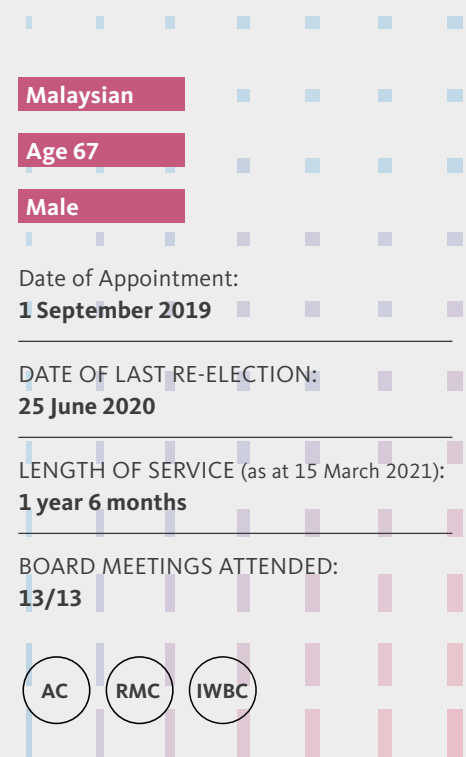 Malaysian
Age 67
Male
Date of Appointment:
1 September 2019
DATE OF LAST RE-ELECTION:
25 June 2020
LENGTH OF SERVICE (as at 15 March 2021):
1 year 6 months
BOARD MEETINGS ATTENDED:
13/13
AC RMC IWBC